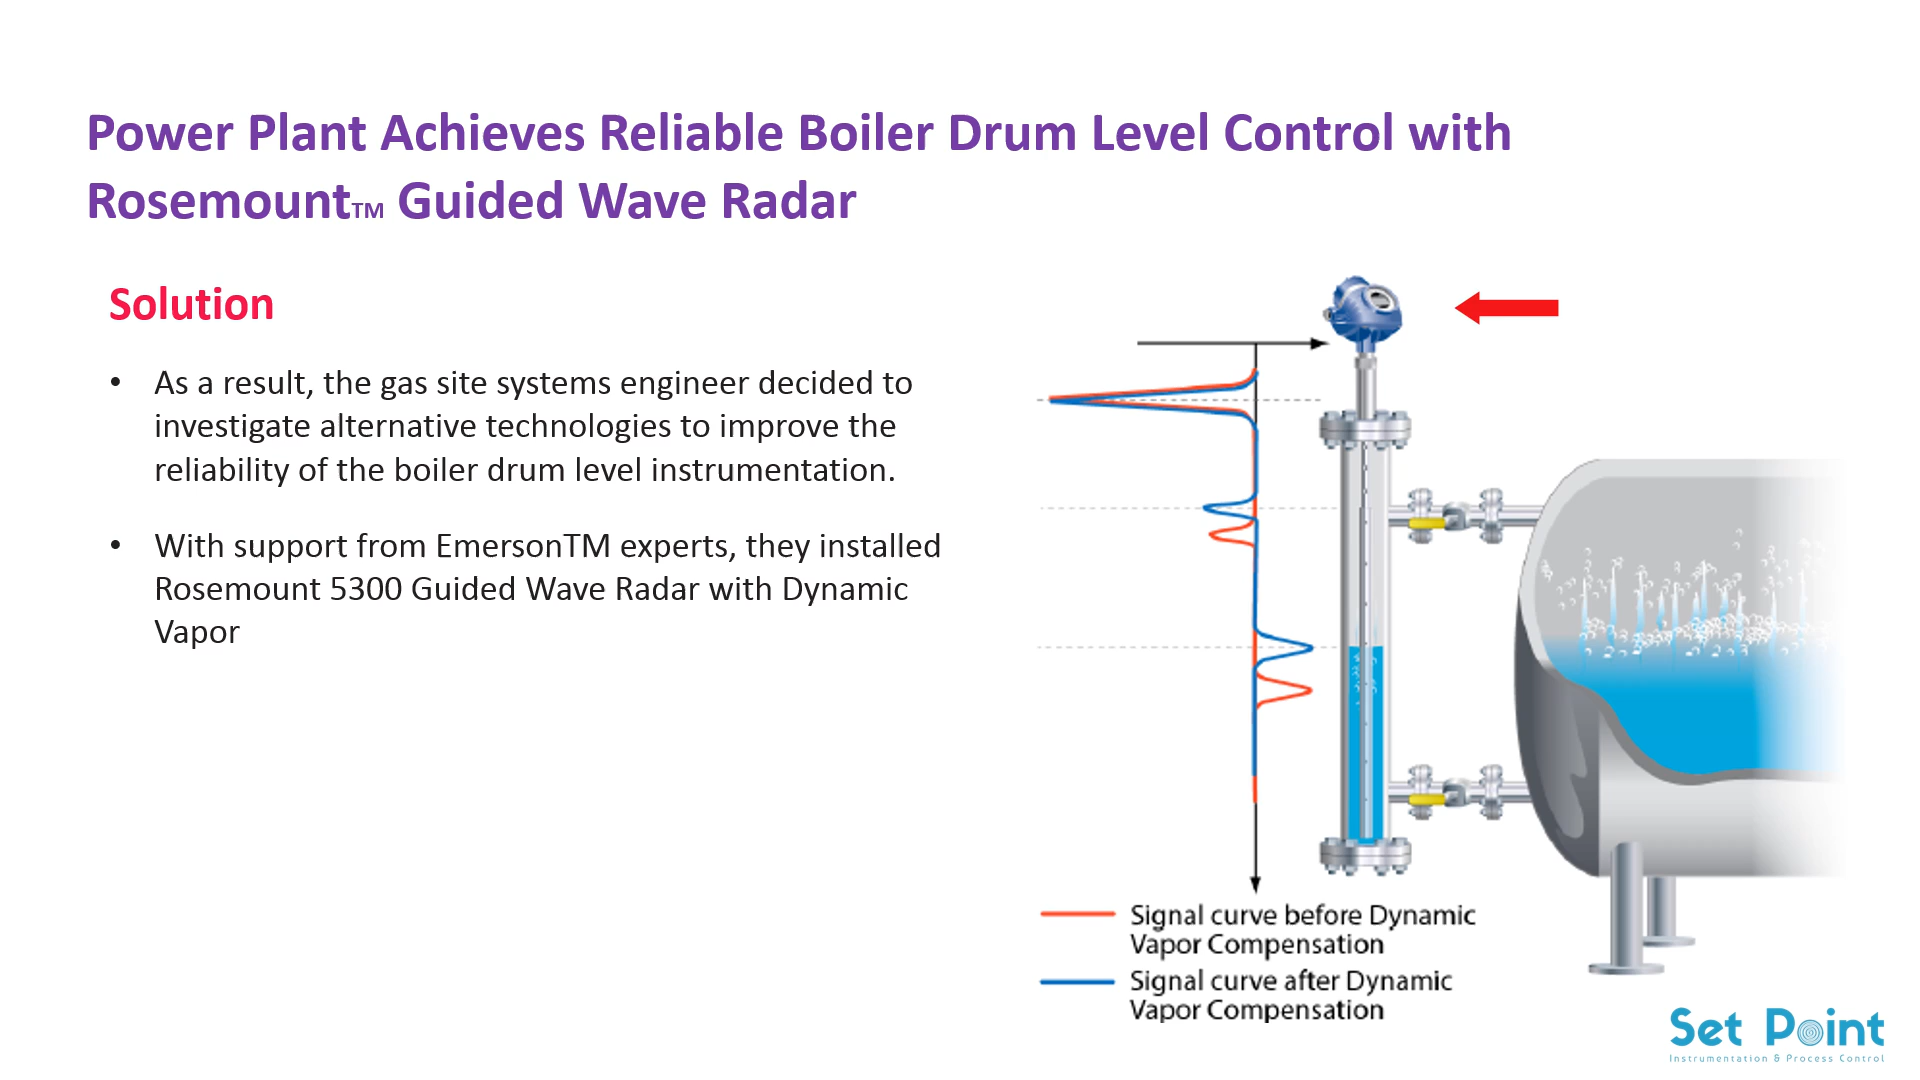 Power Plant Achieves Reliable Boiler Drum Level Control with
Rosemount™ Guided Wave Radar
Solution
• As a result, the gas site systems engineer decided to
investigate alternative technologies to improve the
reliability of the boiler drum level instrumentation.
• With support from EmersonTM experts, they installed
Rosemount 5300 Guided Wave Radar with Dynamic
Vapor
Signal curve before Dynamic
Vapor Compensation
Signal curve after Dynamic
Vapor Compensation
Set Point
Instrumentation & Process Control